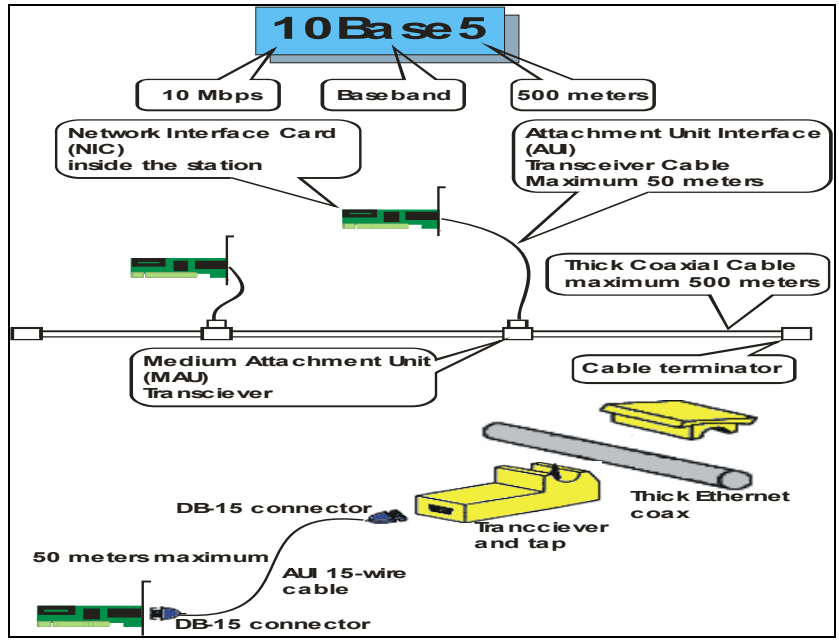 10Base5
10 Mbps
Baseband
500 meters
Network Interface Card
(NIC)
inside the station
Attachment Unit Interface
(AUI)
Transceiver Cable
Maximum 50 meters
Thick Coaxial Cable
maximum 500 meters
Medium Attachment Unit
(MAU)
Transciever
Cable terminator
DB-15 connector
Thick Ethernet
coax
Trancciever
and tap
50 meters maximum
AUI 15-wire
cable
DB-15 connector